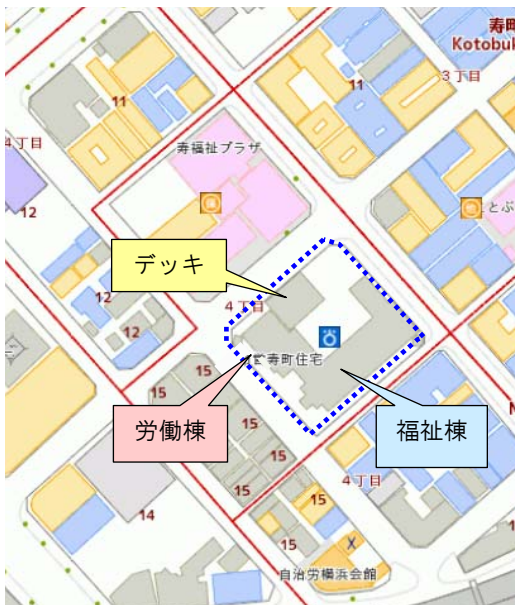 寿町
Kotobuk
11
11
3丁目
4丁目
寿福祉プラザ
12
とぶ
デッキ
12
4丁目
12
営寿町住宅
15
15
労働棟
福祉棟
15
15
15
4丁目
15
14
15
自治労横浜会館